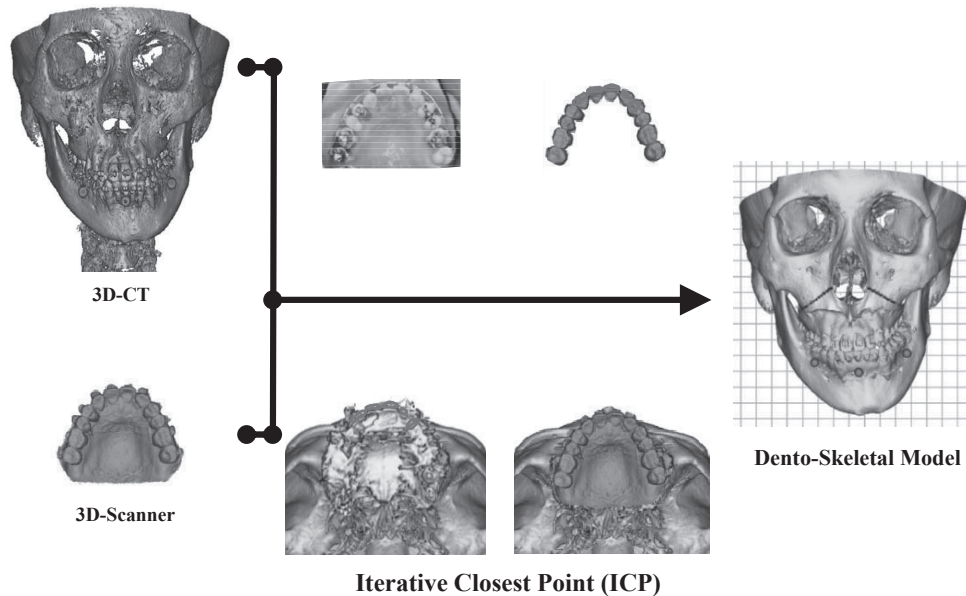 3D-CT
3D-Scanner
Dento-Skeletal Model
Iterative Closest Point (ICP)